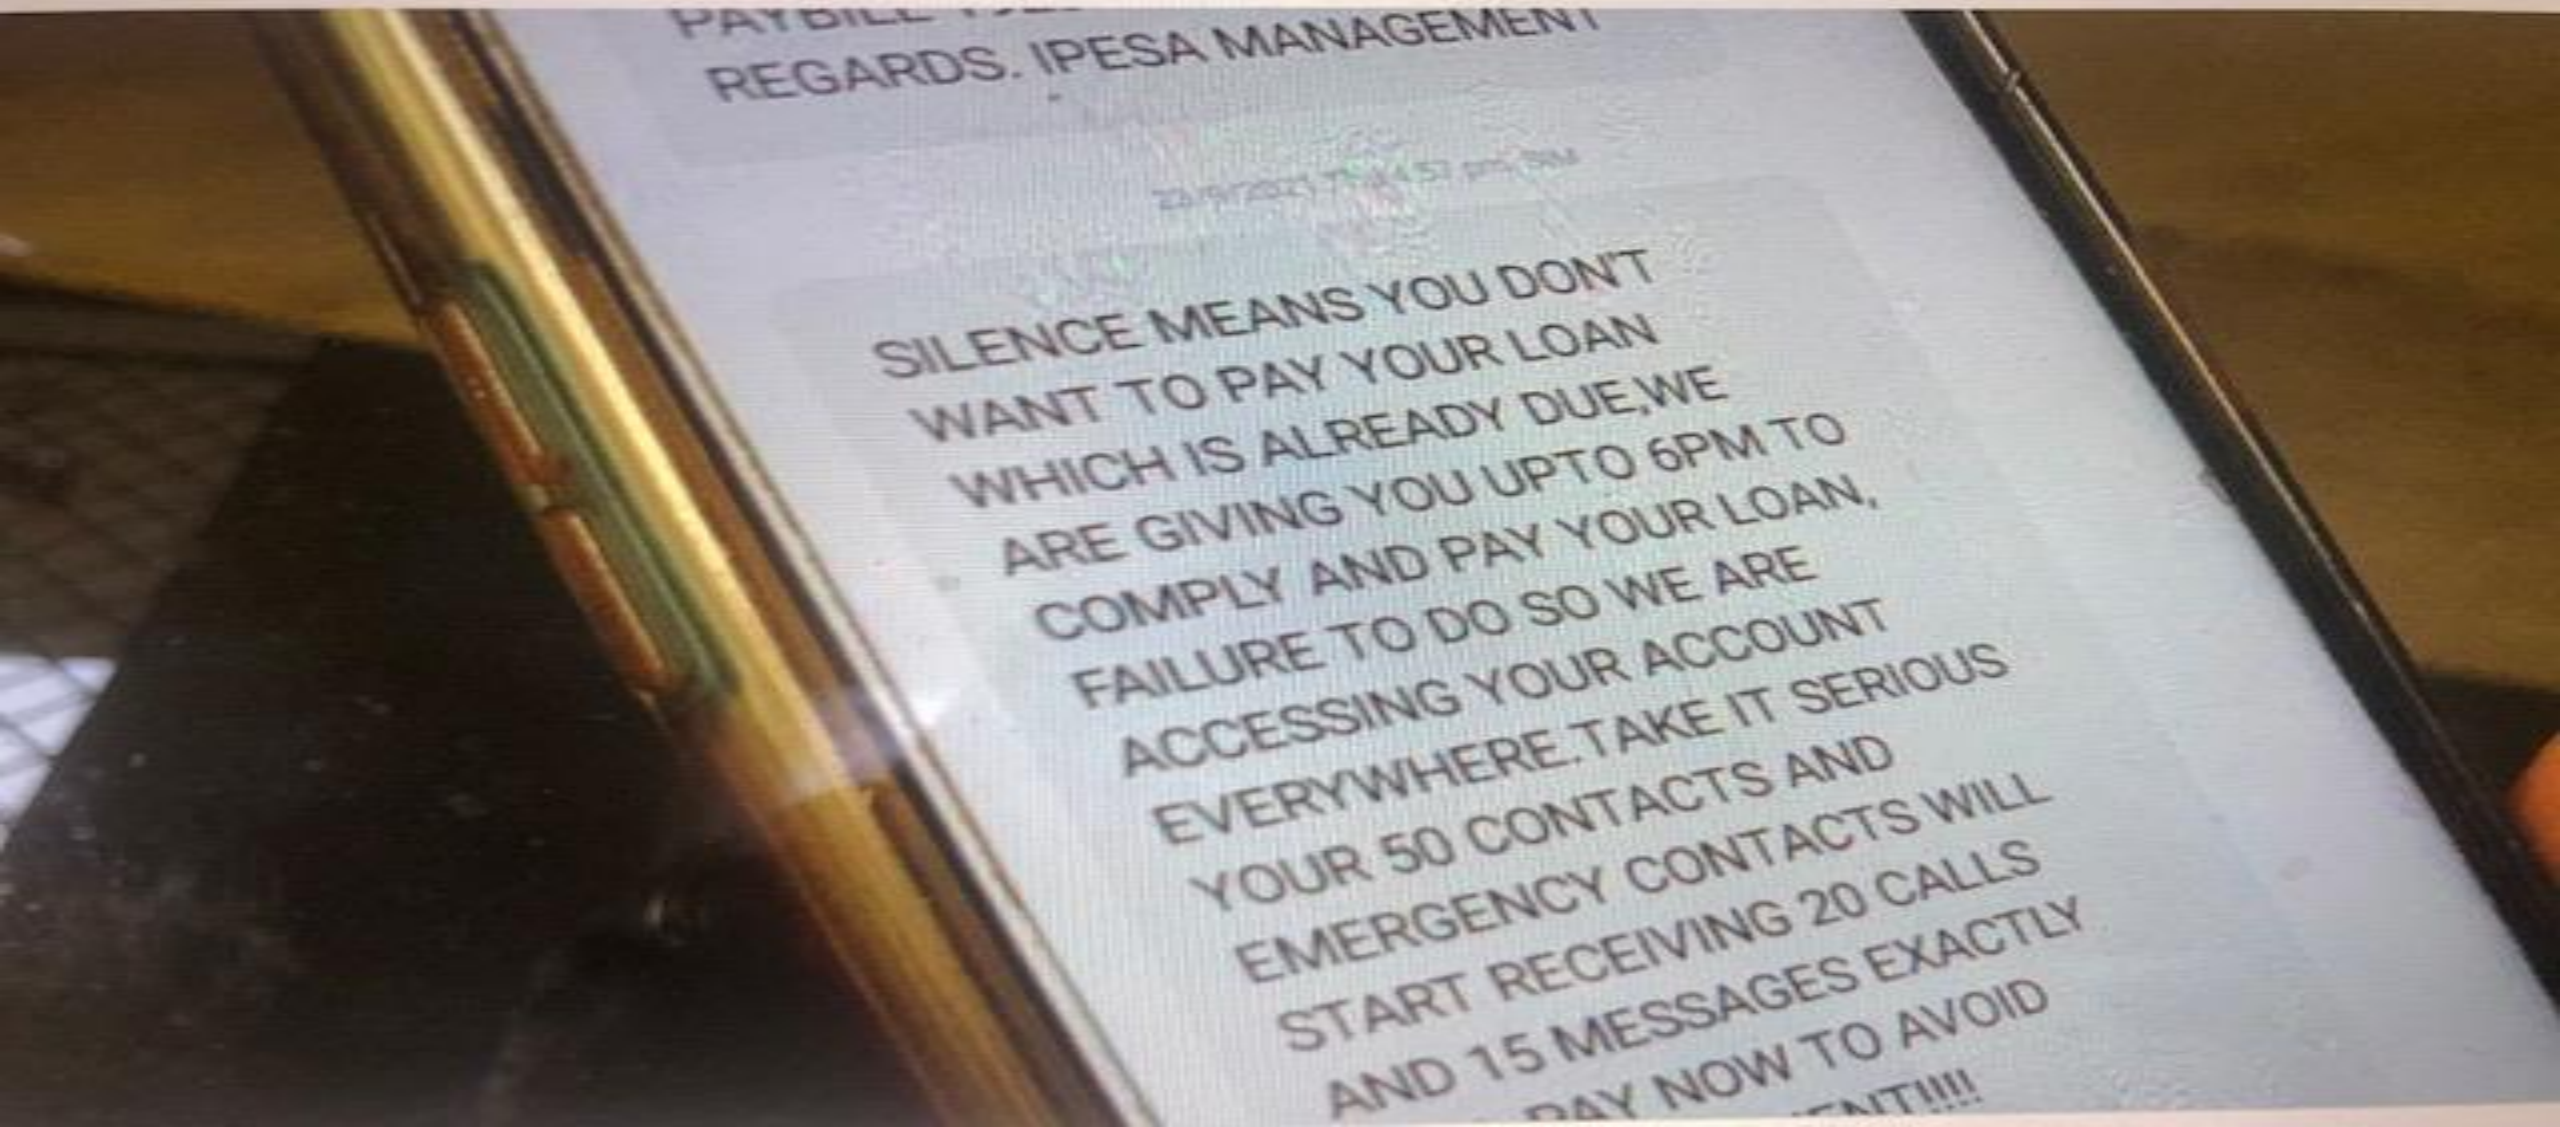 PAYBILL
REGARDS. IPESA MANAGEMENT
SILENCE MEANS YOU DON'T
WANT TO PAY YOUR LOAN
WHICH IS ALREADY DUE,WE
ARE GIVING YOU UPTO 6PM TO
COMPLY AND PAY YOUR LOAN,
FAILURE TO DO SO WE ARE
ACCESSING YOUR ACCOUNT
EVERYWHERE.TAKE IT SERIOUS
YOUR 50 CONTACTS AND
EMERGENCY CONTACTS WILL
START RECEIVING 20 CALLS
AND 15 MESSAGES EXACTLY
PAY NOW TO AVOID